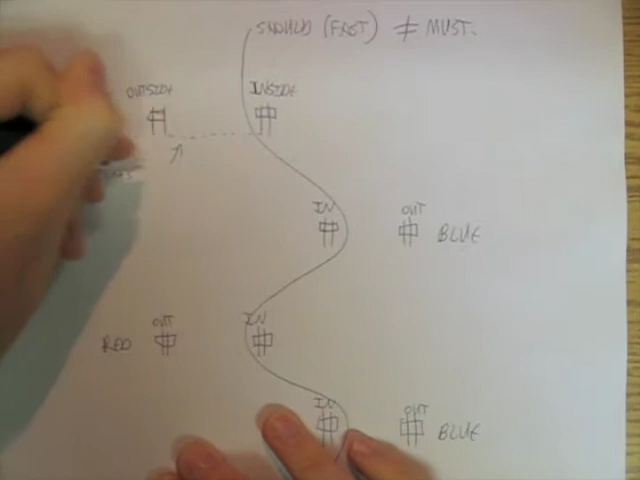 SHOULD (FAST) ≠ MUST.
OUTSIDE INSIDE
IN OUT
BLUE
OUT IN
RED
IN OUT
BLUE